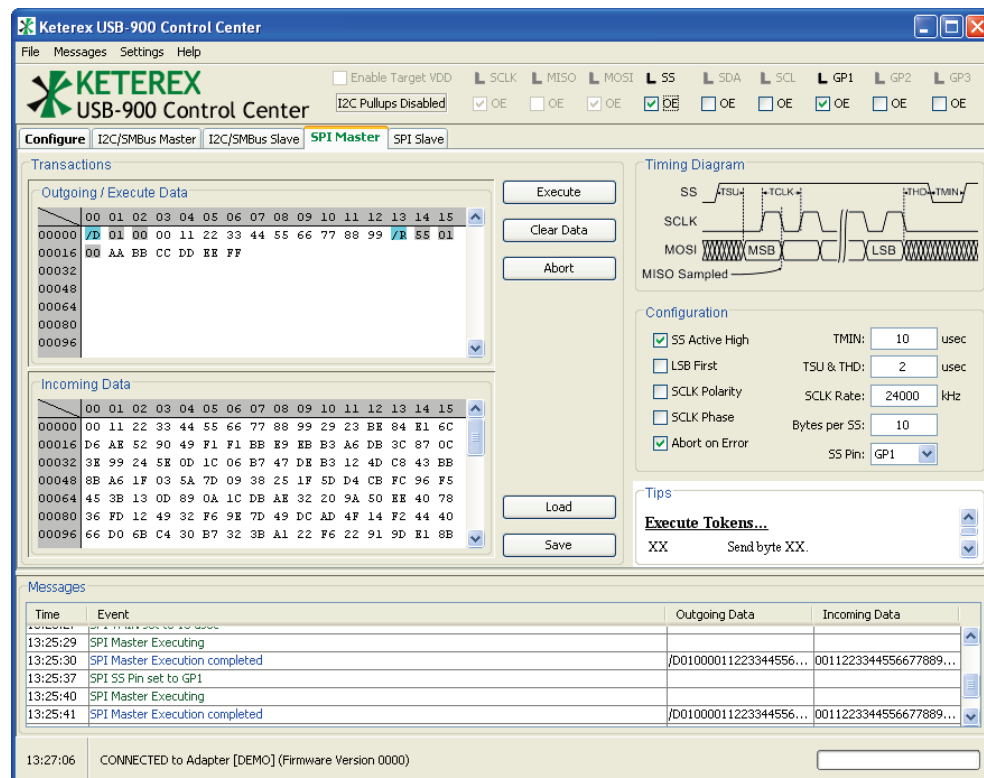 Keterex USB-900 Control Center
File Messages Settings Help
KETEREX
USB-900 Control Center
Enable Target VDD
I2C Pullups Disabled
L SCLK L MISO L MOSI L SS L SDA L SCL L GP1 L GP2 L GP3
OE OE OE OE OE OE OE OE OE
Configure I2C/SMBus Master I2C/SMBus Slave SPI Master SPI Slave
Transactions
Outgoing / Execute Data
00 01 02 03 04 05 06 07 08 09 10 11 12 13 14 15
00000 /D 01 00 00 11 22 33 44 55 66 77 88 99 /R 55 01
00016 00 AA BB CC DD EE FF
00032
00048
00064
00080
00096
Execute
Clear Data
Abort
Incoming Data
00 01 02 03 04 05 06 07 08 09 10 11 12 13 14 15
00000 00 11 22 33 44 55 66 77 88 99 29 23 BE 84 E1 6C
00016 D6 AE 52 90 49 F1 F1 BB E9 EB B3 A6 DB 3C 87 0C
00032 3E 99 24 5E 0D 1C 06 B7 47 DE B3 12 4D C8 43 BB
00048 8B A6 1F 03 5A 7D 09 38 25 1F 5D D4 CB FC 96 F5
00064 45 3B 13 0D 89 0A 1C DB AE 32 20 9A 50 EE 40 78
00080 36 FD 12 49 32 F6 9E 7D 49 DC AD 4F 14 F2 44 40
00096 66 D0 6B C4 30 B7 32 3B A1 22 F6 22 91 9D E1 8B
Load
Save
Timing Diagram
SS TSU TCLK THD TMIN
SCLK
MOSI MSB LSB
MISO Sampled
Configuration
SS Active High
LSB First
SCLK Polarity
SCLK Phase
Abort on Error
TMIN: 10 usec
TSU & THD: 2 usec
SCLK Rate: 24000 kHz
Bytes per SS: 10
SS Pin: GP1
Tips
Execute Tokens...
XX Send byte XX.
Messages
Time Event Outgoing Data Incoming Data
13:25:29 SPI Master Executing
13:25:30 SPI Master Execution completed /D01000011223344556... 0011223344556677889...
13:25:37 SPI SS Pin set to GP1
13:25:40 SPI Master Executing
13:25:41 SPI Master Execution completed /D01000011223344556... 0011223344556677889...
13:27:06 CONNECTED to Adapter [DEMO] (Firmware Version 0000)